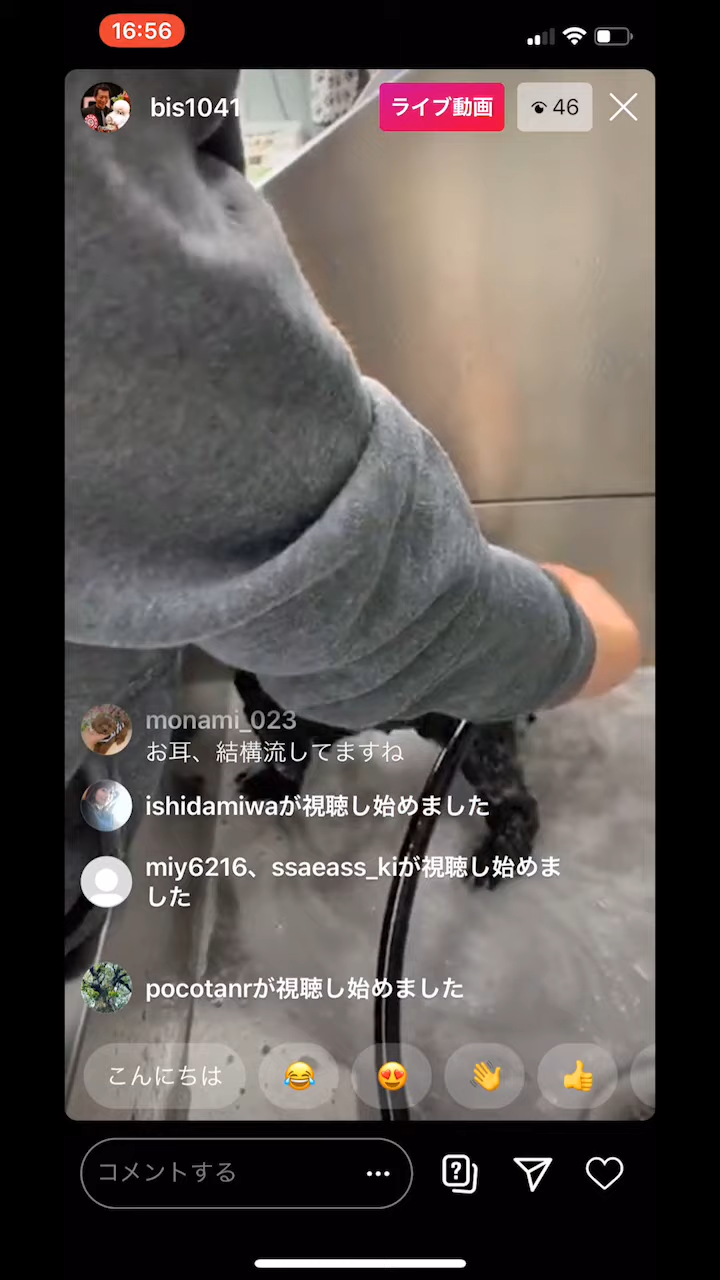 16:56
bis1041
ライブ動画
46
monami_023
お耳、結構流してますね
ishidamiwaが視聴し始めました
miy6216、ssaeass_kiが視聴し始めま
した
pocotanrが視聴し始めました
こんにちは
コメントする